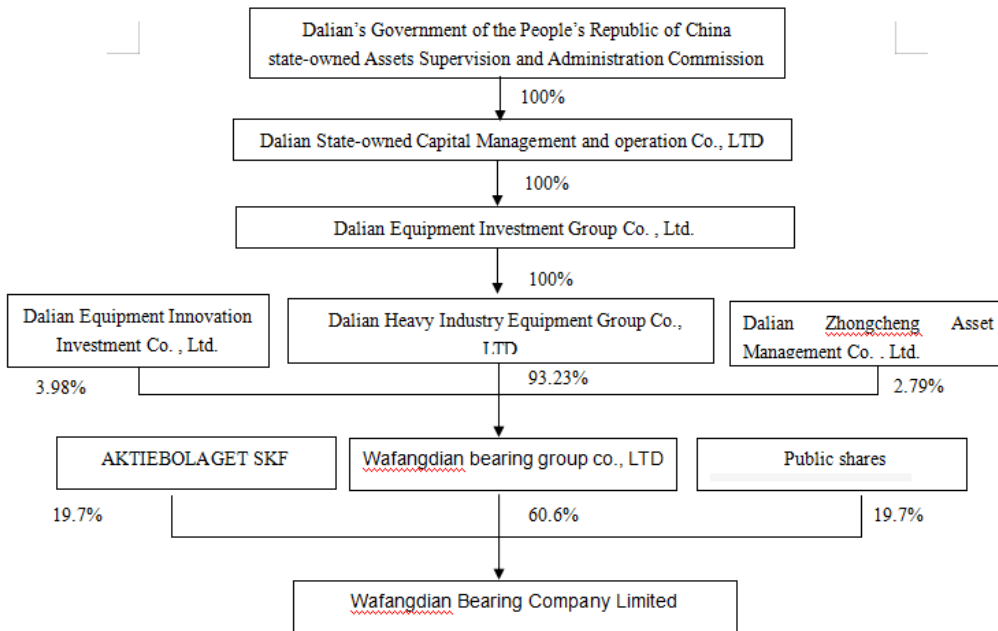 Dalian's Government of the People's Republic of China
state-owned Assets Supervision and Administration Commission
100%
Dalian State-owned Capital Management and operation Co., LTD
100%
Dalian Equipment Investment Group Co. , Ltd.
100%
Dalian Equipment Innovation
Investment Co. , Ltd.
Dalian Heavy Industry Equipment Group Co.,
LTD
Dalian Zhongcheng Asset
Management Co. , Ltd.
3.98%
93.23%
2.79%
AKTIEBOLAGET SKF
Wafangdian bearing group co., LTD
Public shares
19.7%
60.6%
19.7%
Wafangdian Bearing Company Limited